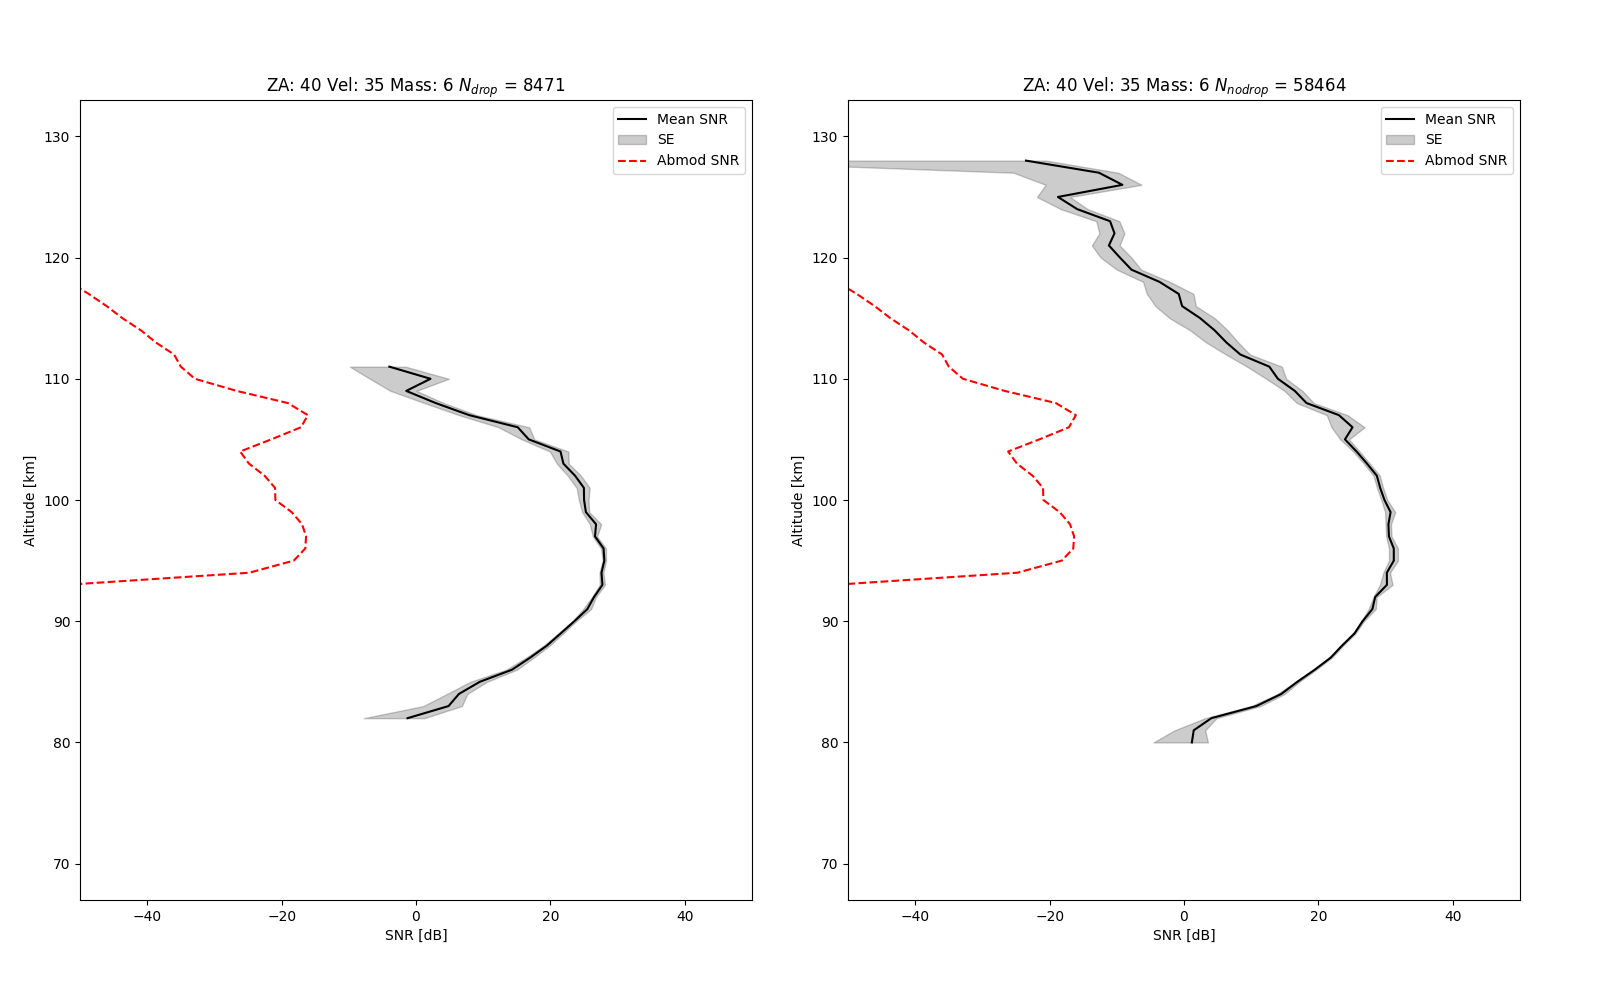 ZA: 40 Vel: 35 Mass: 6 N_drop = 8471
Mean SNR
SE
Abmod SNR
130
120
110
100
90
80
70
Altitude [km]
−40
−20
0
20
40
SNR [dB]
ZA: 40 Vel: 35 Mass: 6 N_nodrop = 58464
Mean SNR
SE
Abmod SNR
130
120
110
100
90
80
70
Altitude [km]
−40
−20
0
20
40
SNR [dB]